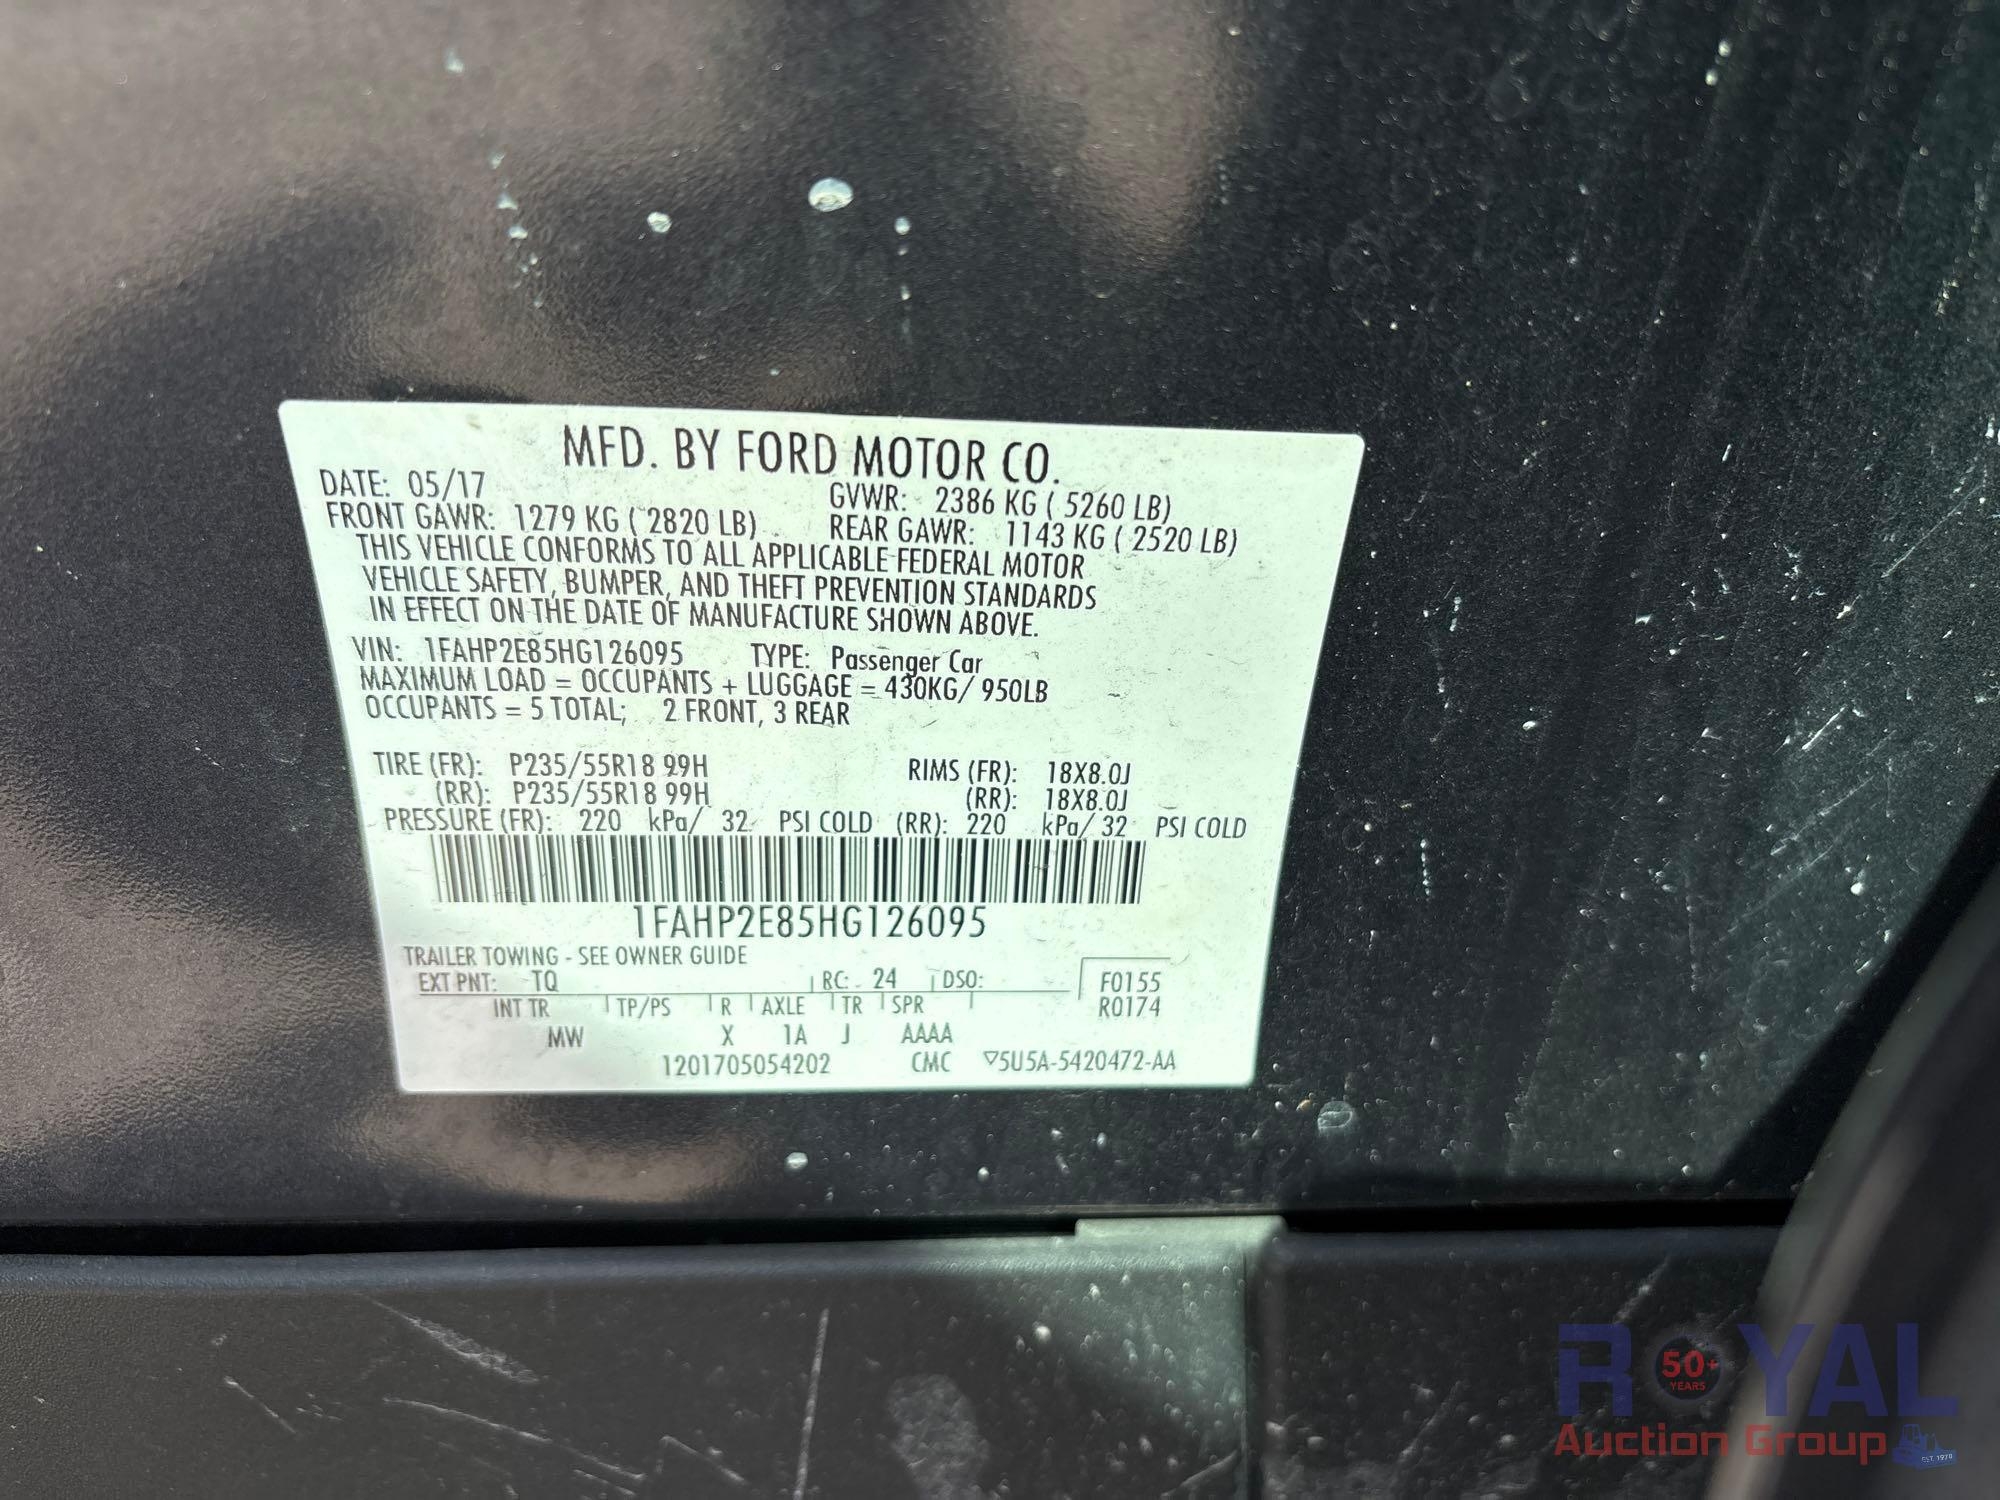 MFD. BY FORD MOTOR CO.
DATE: 05/17 GVWR: 2386 KG ( 5260 LB)
FRONT GAWR: 1279 KG ( 2820 LB) REAR GAWR: 1143 KG ( 2520 LB)
THIS VEHICLE CONFORMS TO ALL APPLICABLE FEDERAL MOTOR
VEHICLE SAFETY, BUMPER, AND THEFT PREVENTION STANDARDS
IN EFFECT ON THE DATE OF MANUFACTURE SHOWN ABOVE.
VIN: 1FAHP2E85HG126095 TYPE: Passenger Car
MAXIMUM LOAD = OCCUPANTS + LUGGAGE = 430KG/ 950LB
OCCUPANTS = 5 TOTAL; 2 FRONT, 3 REAR
TIRE (FR): P235/55R18 99H RIMS (FR): 18X8.0J
(RR): P235/55R18 99H (RR): 18X8.0J
PRESSURE (FR): 220 kPa/ 32 PSI COLD (RR): 220 kPa/ 32 PSI COLD
1FAHP2E85HG126095
TRAILER TOWING - SEE OWNER GUIDE
EXT PNT: TQ RC: 24 DSO: F0155
INT TR TP/PS R AXLE TR SPR R0174
MW X 1A J AAAA
1201705054202 CMC ▽5U5A-5420472-AA
ROYAL
50+
YEARS
Auction Group
EST. 1970